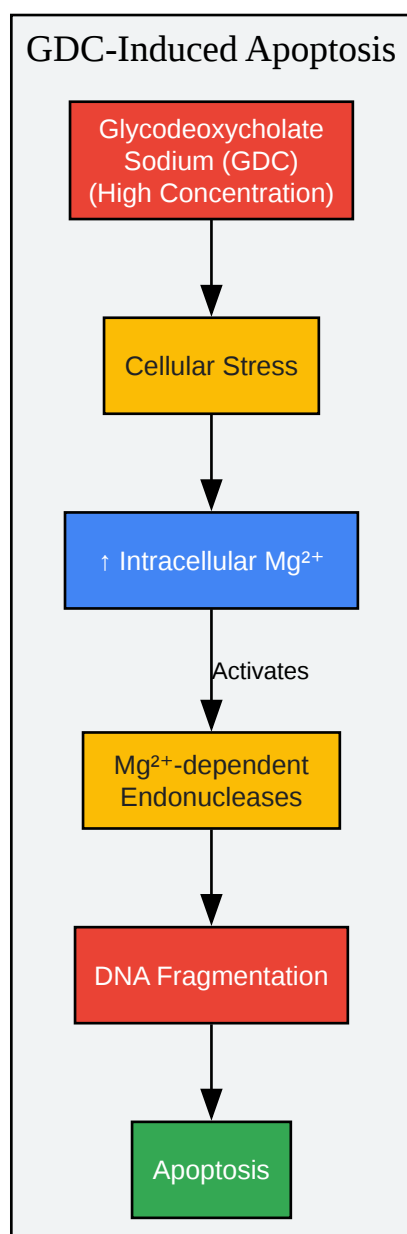 GDC-Induced Apoptosis
Glycodeoxycholate
Sodium (GDC)
(High Concentration)
Cellular Stress
↑ Intracellular Mg²⁺
Activates
Mg²⁺-dependent
Endonucleases
DNA Fragmentation
Apoptosis